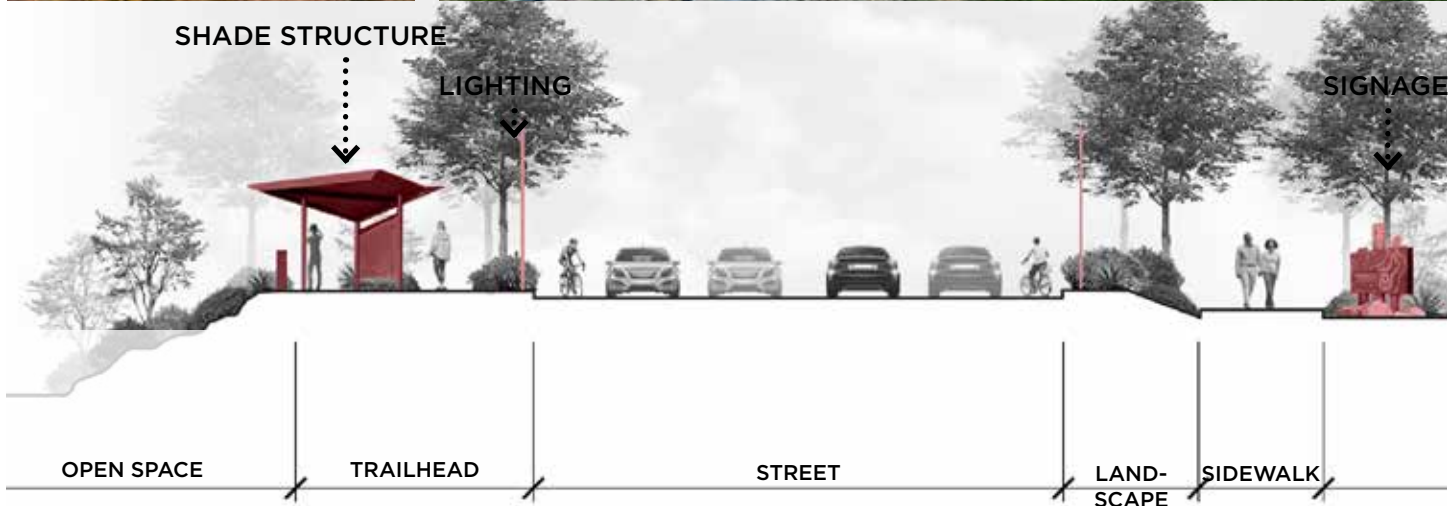 SHADE STRUCTURE
LIGHTING
SIGNAGE
OPEN SPACE
TRAILHEAD
STREET
LAND-
SCAPE
SIDEWALK